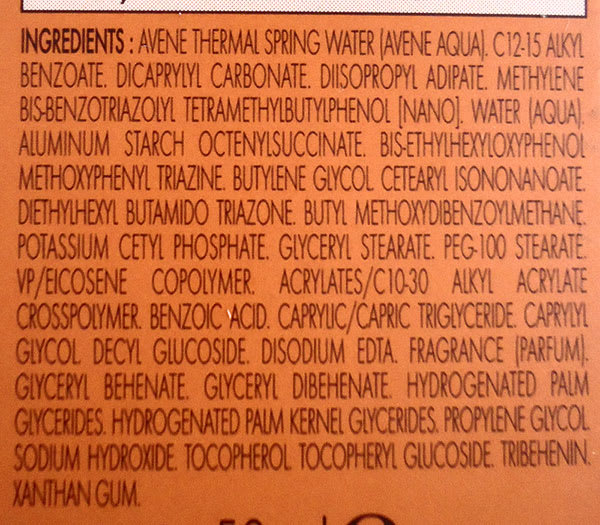 INGREDIENTS : AVENE THERMAL SPRING WATER (AVENE AQUA). C12-15 ALKYL
BENZOATE. DICAPRYLYL CARBONATE. DIISOPROPYL ADIPATE. METHYLENE
BIS-BENZOTRIAZOLYL TETRAMETHYLBUTYLPHENOL [NANO]. WATER (AQUA).
ALUMINUM STARCH OCTENYLSUCCINATE. BIS-ETHYLHEXYLOXYPHENOL
METHOXYPHENYL TRIAZINE. BUTYLENE GLYCOL. CETEARYL ISONONANOATE.
DIETHYLHEXYL BUTAMIDO TRIAZONE. BUTYL METHOXYDIBENZOYLMETHANE.
POTASSIUM CETYL PHOSPHATE. GLYCERYL STEARATE. PEG-100 STEARATE.
VP/EICOSENE COPOLYMER. ACRYLATES/C10-30 ALKYL ACRYLATE
CROSSPOLYMER. BENZOIC ACID. CAPRYLIC/CAPRIC TRIGLYCERIDE. CAPRYLYL
GLYCOL. DECYL GLUCOSIDE. DISODIUM EDTA. FRAGRANCE (PARFUM).
GLYCERYL BEHENATE. GLYCERYL DIBEHENATE. HYDROGENATED PALM
GLYCERIDES. HYDROGENATED PALM KERNEL GLYCERIDES. PROPYLENE GLYCOL.
SODIUM HYDROXIDE. TOCOPHEROL. TOCOPHERYL GLUCOSIDE. TRIBEHENIN.
XANTHAN GUM.